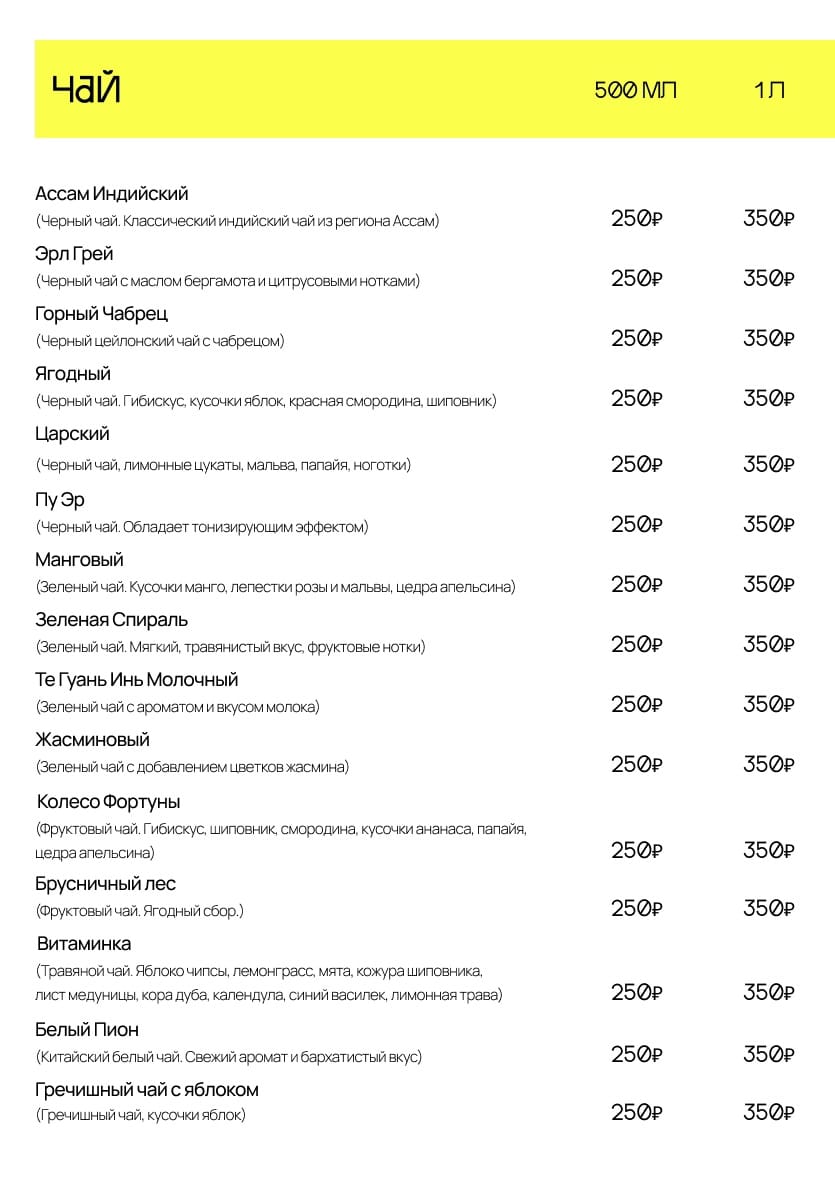 чай 500 МЛ 1 Л
Ассам Индийский
(Черный чай. Классический индийский чай из региона Ассам) 250₽ 350₽
Эрл Грей
(Черный чай с маслом бергамота и цитрусовыми нотками) 250₽ 350₽
Горный Чабрец
(Черный цейлонский чай с чабрецом) 250₽ 350₽
Ягодный
(Черный чай. Гибискус, кусочки яблок, красная смородина, шиповник) 250₽ 350₽
Царский
(Черный чай, лимонные цукаты, мальва, папайя, ноготки) 250₽ 350₽
Пу Эр
(Черный чай. Обладает тонизирующим эффектом) 250₽ 350₽
Манговый
(Зеленый чай. Кусочки манго, лепестки розы и мальвы, цедра апельсина) 250₽ 350₽
Зеленая Спираль
(Зеленый чай. Мягкий, травянистый вкус, фруктовые нотки) 250₽ 350₽
Те Гуань Инь Молочный
(Зеленый чай с ароматом и вкусом молока) 250₽ 350₽
Жасминовый
(Зеленый чай с добавлением цветков жасмина) 250₽ 350₽
Колесо Фортуны
(Фруктовый чай. Гибискус, шиповник, смородина, кусочки ананаса, папайя,
цедра апельсина) 250₽ 350₽
Брусничный лес
(Фруктовый чай. Ягодный сбор.) 250₽ 350₽
Витаминка
(Травяной чай. Яблоко чипсы, лемонграсс, мята, кожура шиповника,
лист медуницы, кора дуба, календула, синий василек, лимонная трава) 250₽ 350₽
Белый Пион
(Китайский белый чай. Свежий аромат и бархатистый вкус) 250₽ 350₽
Гречишный чай с яблоком
(Гречишный чай, кусочки яблок) 250₽ 350₽